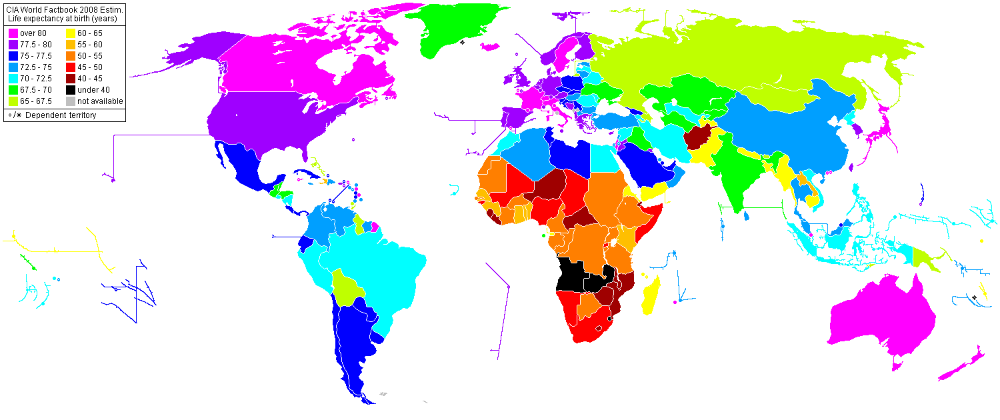 CIA World Factbook 2008 Estim.
Life expectancy at birth (years)
over 80
77.5 - 80
75 - 77.5
72.5 - 75
70 - 72.5
67.5 - 70
65 - 67.5
60 - 65
55 - 60
50 - 55
45 - 50
40 - 45
under 40
not available
°/* Dependent territory